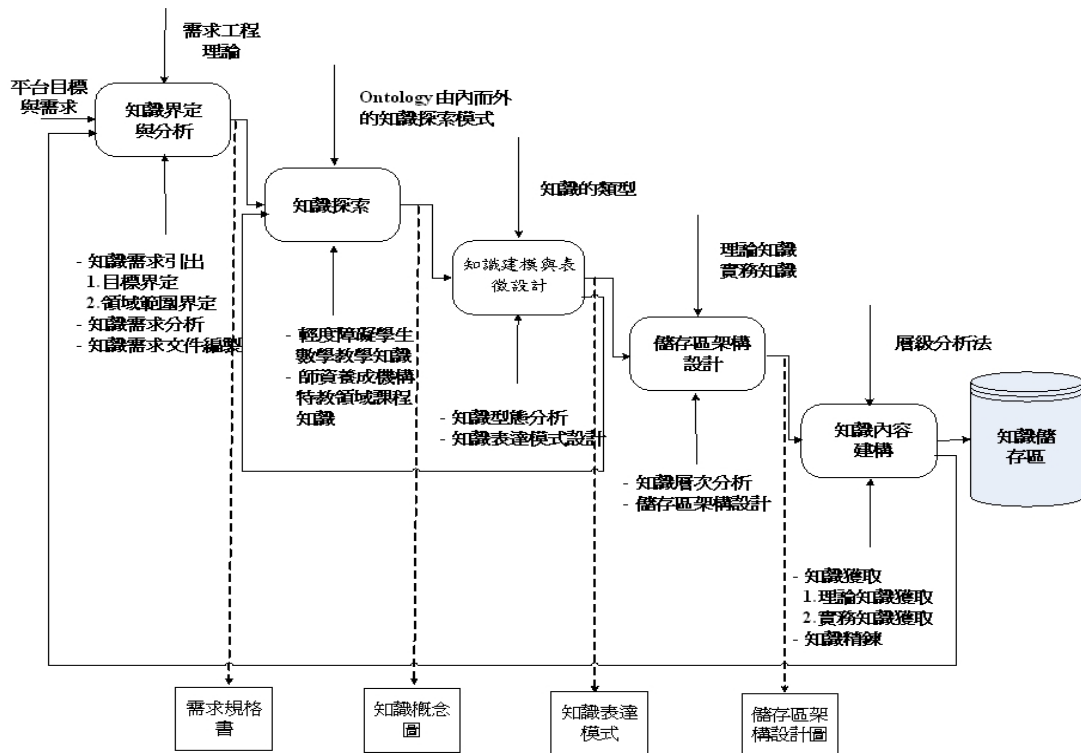 需求工程
理論
平台目標
與需求
知識界定
與分析
Ontology由內而外
的知識探索模式
知識探索
知識的類型
知識建模與表
徵設計
理論知識
實務知識
儲存區架構
設計
層級分析法
知識內容
建構
知識儲
存區
- 知識需求引出
1.目標界定
2.領域範圍界定
- 知識需求分析
- 知識需求文件編製
- 輕度障礙學生
數學教學知識
- 師資養成機構
特教領域課程
知識
- 知識型態分析
- 知識表達模式設計
- 知識層次分析
- 儲存區架構設計
- 知識獲取
1.理論知識獲取
2.實務知識獲取
- 知識精鍊
需求規格
書
知識概念
圖
知識表達
模式
儲存區架
構設計圖